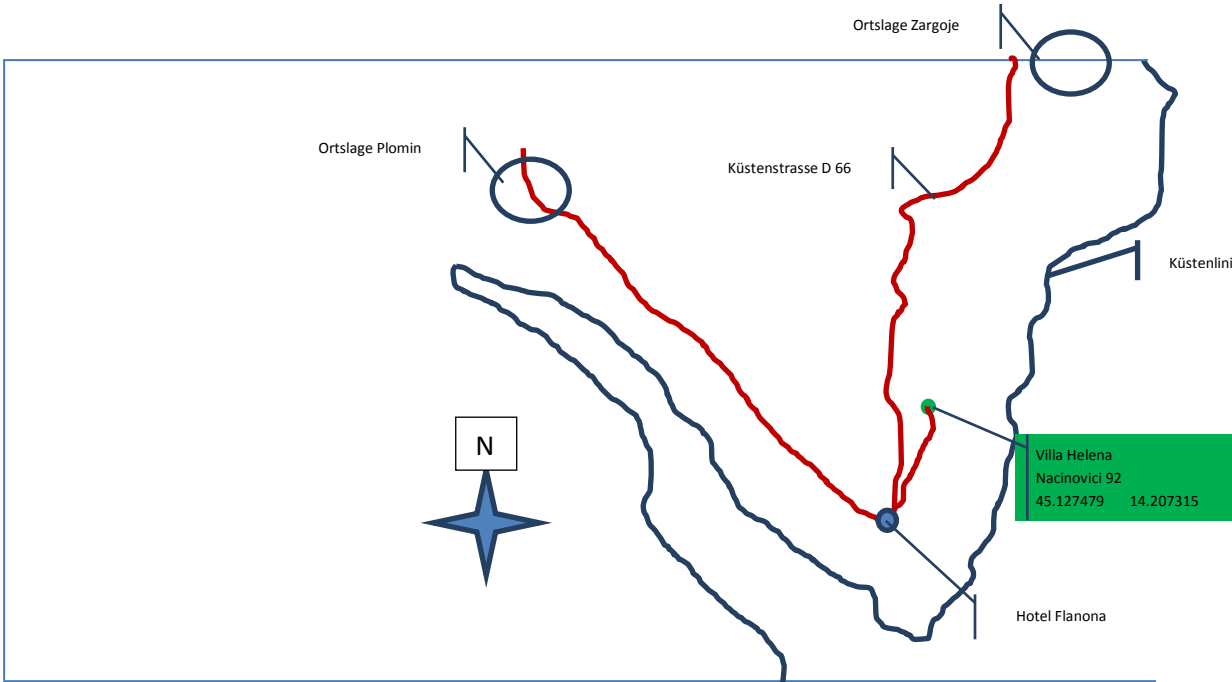 Ortslage Zargoje
Ortslage Plomin
Küstenstrasse D 66
Küstenlini
N
Villa Helena
Nacinovici 92
45.127479 14.207315
Hotel Flanona